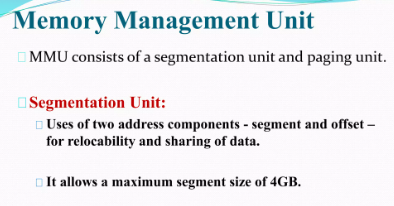 Memory Management Unit
MMU consists of a segmentation unit and paging unit.
Segmentation Unit:
Uses of two address components - segment and offset –
for relocability and sharing of data.
It allows a maximum segment size of 4GB.